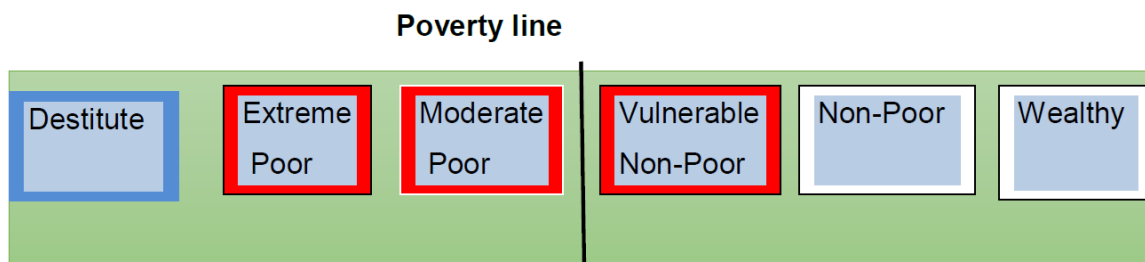 Poverty line
Destitute
Extreme
Poor
Moderate
Poor
Vulnerable
Non-Poor
Non-Poor
Wealthy